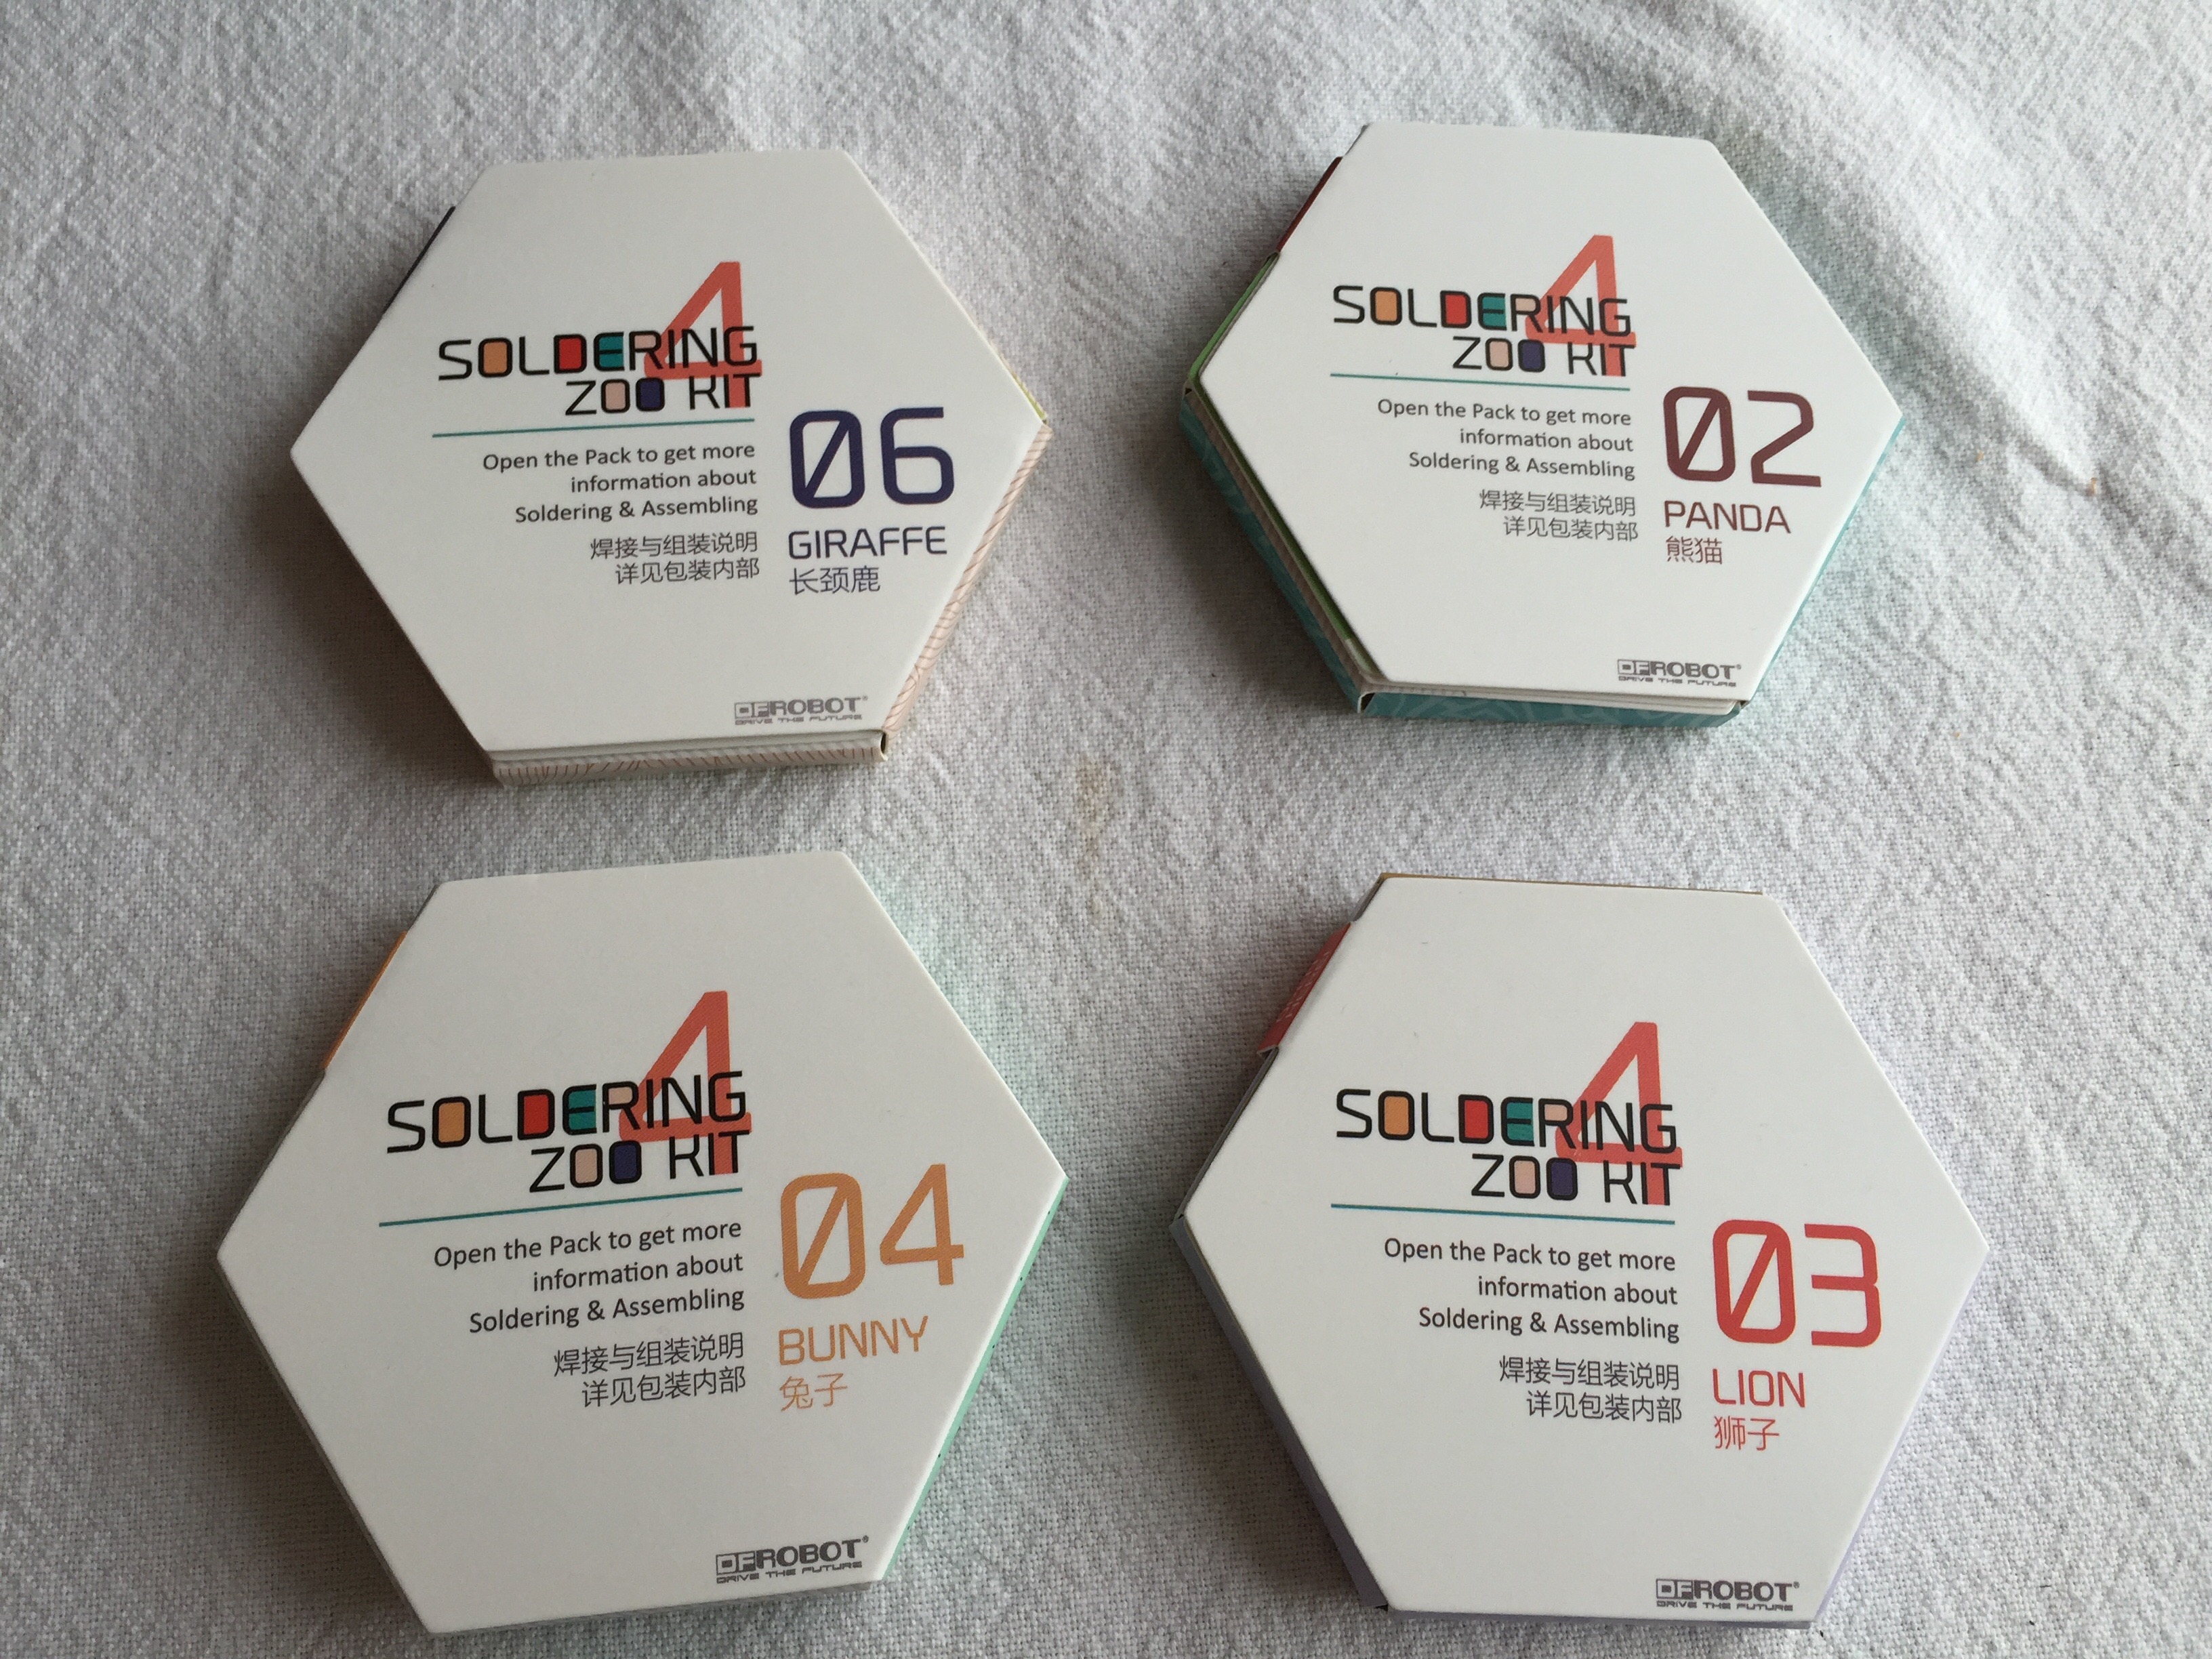 4
SOLDERING
ZOO KIT
Open the Pack to get more
information about
Soldering & Assembling
焊接与组装说明
详见包装内部
06
GIRAFFE
长颈鹿
DFROBOT®
DRIVE THE FUTURE
4
SOLDERING
ZOO KIT
Open the Pack to get more
information about
Soldering & Assembling
焊接与组装说明
详见包装内部
02
PANDA
熊猫
DFROBOT®
DRIVE THE FUTURE
4
SOLDERING
ZOO KIT
Open the Pack to get more
information about
Soldering & Assembling
焊接与组装说明
详见包装内部
04
BUNNY
兔子
DFROBOT®
DRIVE THE FUTURE
4
SOLDERING
ZOO KIT
Open the Pack to get more
information about
Soldering & Assembling
焊接与组装说明
详见包装内部
03
LION
狮子
DFROBOT®
DRIVE THE FUTURE